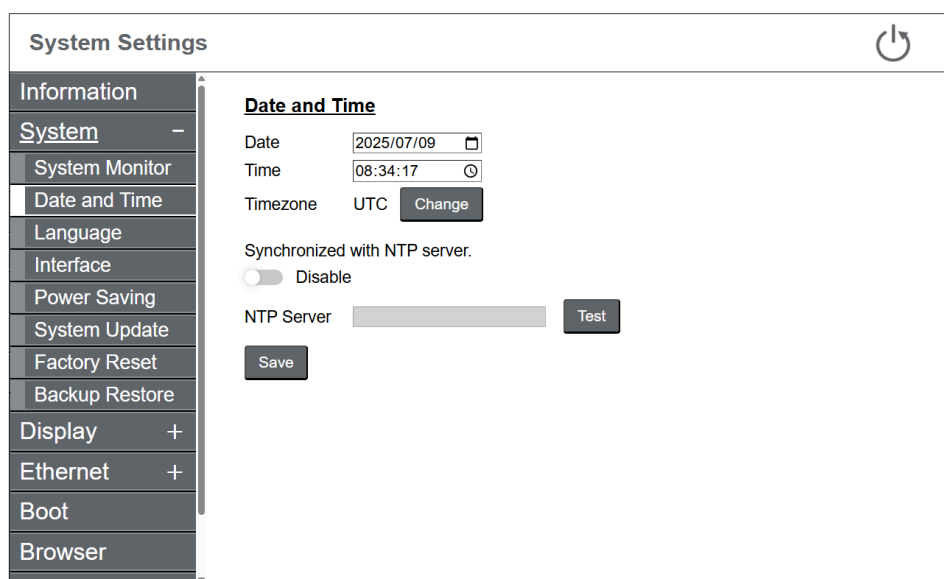 System Settings
Information
System −
System Monitor
Date and Time
Language
Interface
Power Saving
System Update
Factory Reset
Backup Restore
Display +
Ethernet +
Boot
Browser
Date and Time
Date 2025/07/09
Time 08:34:17
Timezone UTC Change
Synchronized with NTP server.
Disable
NTP Server Test
Save